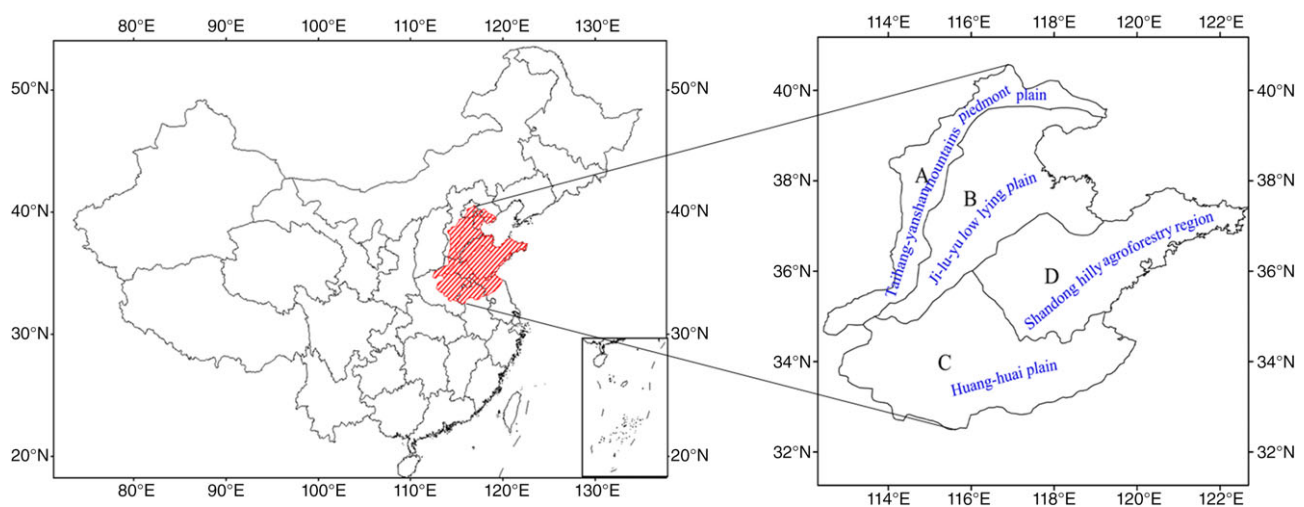 80°E 90°E 100°E 110°E 120°E 130°E
50°N 50°N
40°N 40°N
30°N 30°N
20°N 20°N
80°E 90°E 100°E 110°E 120°E 130°E
114°E 116°E 118°E 120°E 122°E
40°N 40°N
38°N 38°N
36°N 36°N
34°N 34°N
32°N 32°N
114°E 116°E 118°E 120°E 122°E
A
Taihang-yanshanmountains piedmont plain
B
Ji-lu-yu low lying plain
D
Shandong hilly agroforestry region
C
Huang-huai plain